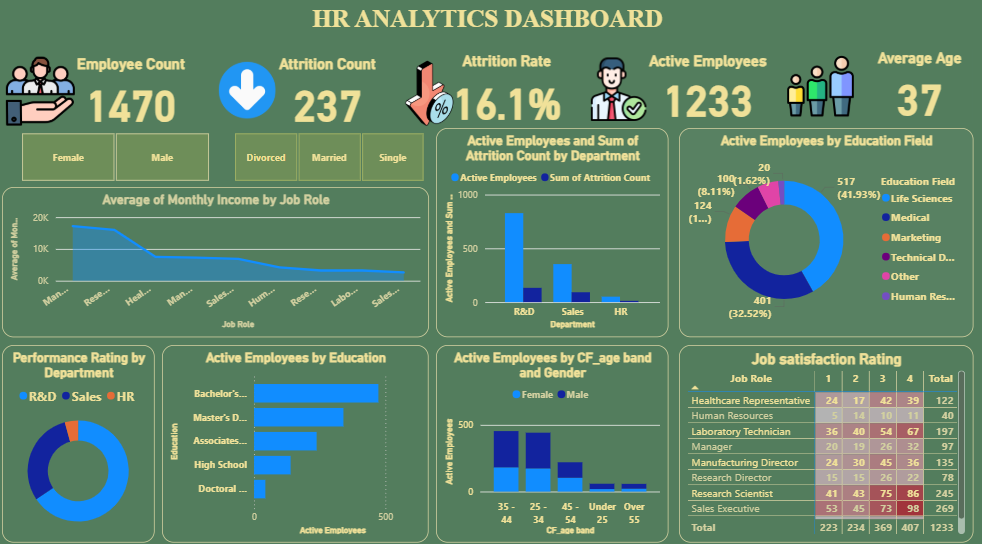 HR ANALYTICS DASHBOARD
Employee Count
1470
Attrition Count
237
Attrition Rate
%
16.1%
Active Employees
1233
Average Age
37
Female
Male
Divorced
Married
Single
Average of Monthly Income by Job Role
Average of Mon...
20K
10K
0K
Man...
Rese...
Heal...
Man...
Sales...
Hum...
Rese...
Labo...
Sales...
Job Role
Active Employees and Sum of
Attrition Count by Department
Active Employees
Sum of Attrition Count
Active Employees and Sum ...
1000
500
0
R&D
Sales
HR
Department
Active Employees by Education Field
517
(41.93%)
401
(32.52%)
124
(1...)
100
(8.11%)
20
(1.62%)
Education Field
Life Sciences
Medical
Marketing
Technical D...
Other
Human Res...
Performance Rating by
Department
R&D
Sales
HR
Active Employees by Education
Education
Bachelor's...
Master's D...
Associates...
High School
Doctoral ...
0
500
Active Employees
Active Employees by CF_age band
and Gender
Female
Male
Active Employees
500
0
35 - 44
25 - 34
45 - 54
Under 25
Over 55
CF_age band
Job satisfaction Rating
Job Role 1 2 3 4 Total
Healthcare Representative 24 17 42 39 122
Human Resources 5 14 10 11 40
Laboratory Technician 36 40 54 67 197
Manager 20 19 26 32 97
Manufacturing Director 24 30 45 36 135
Research Director 15 15 26 22 78
Research Scientist 41 43 75 86 245
Sales Executive 53 45 73 98 269
Total 223 234 369 407 1233